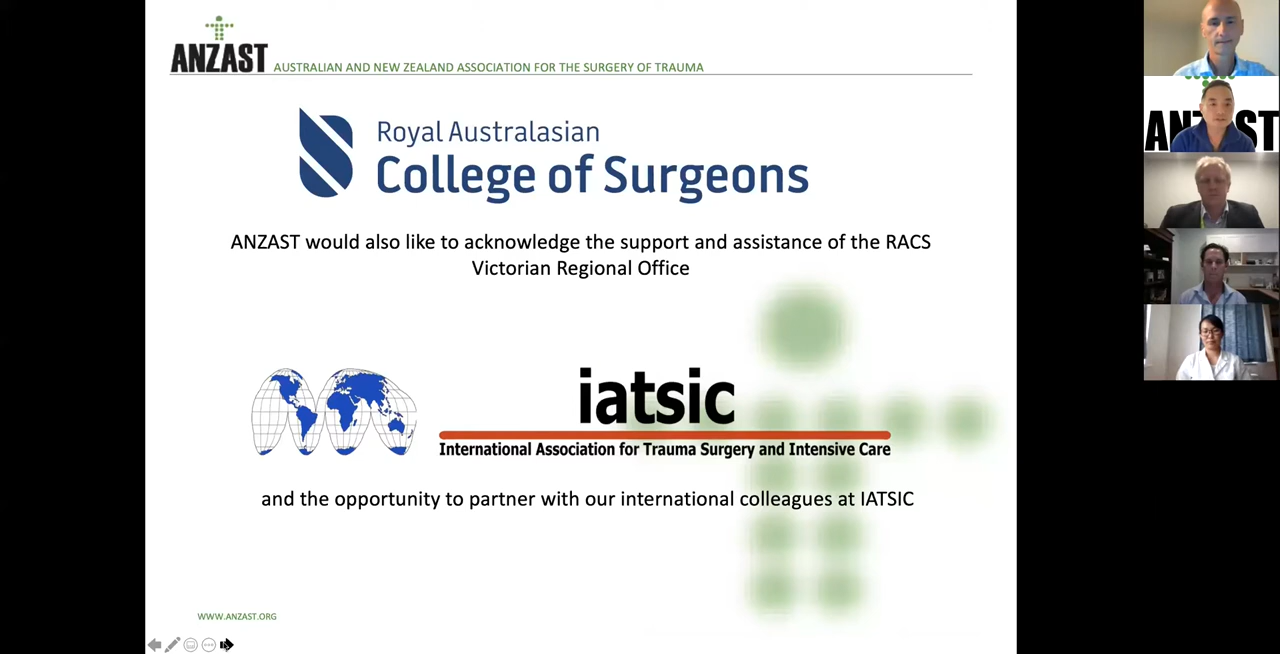 ANZAST
AUSTRALIAN AND NEW ZEALAND ASSOCIATION FOR THE SURGERY OF TRAUMA
Royal Australasian
College of Surgeons
ANZAST would also like to acknowledge the support and assistance of the RACS
Victorian Regional Office
iatsic
International Association for Trauma Surgery and Intensive Care
and the opportunity to partner with our international colleagues at IATSIC
WWW.ANZAST.ORG